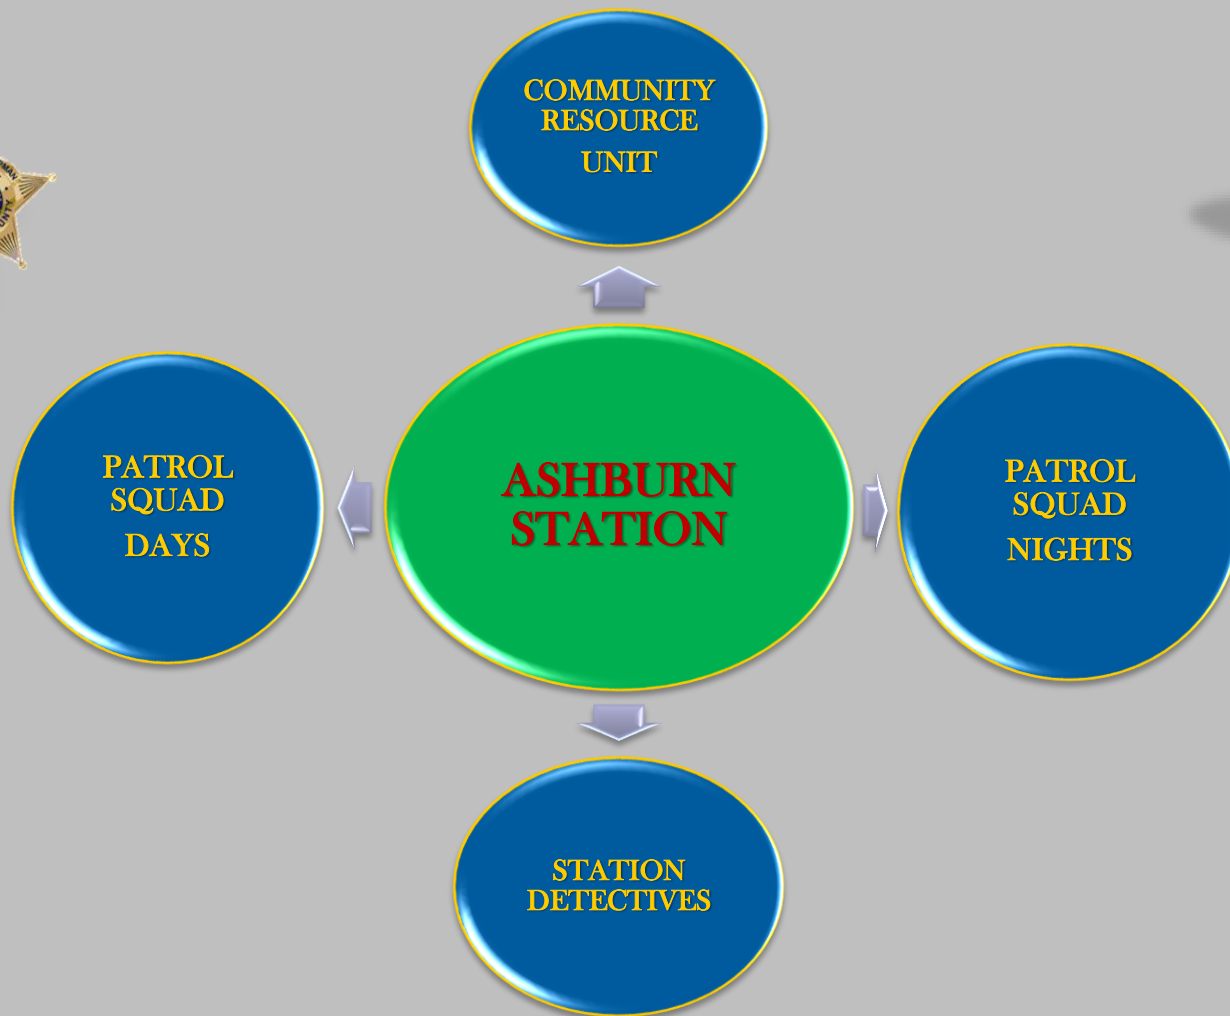 COMMUNITY
RESOURCE
UNIT
PATROL
SQUAD
DAYS
ASHBURN
STATION
PATROL
SQUAD
NIGHTS
STATION
DETECTIVES